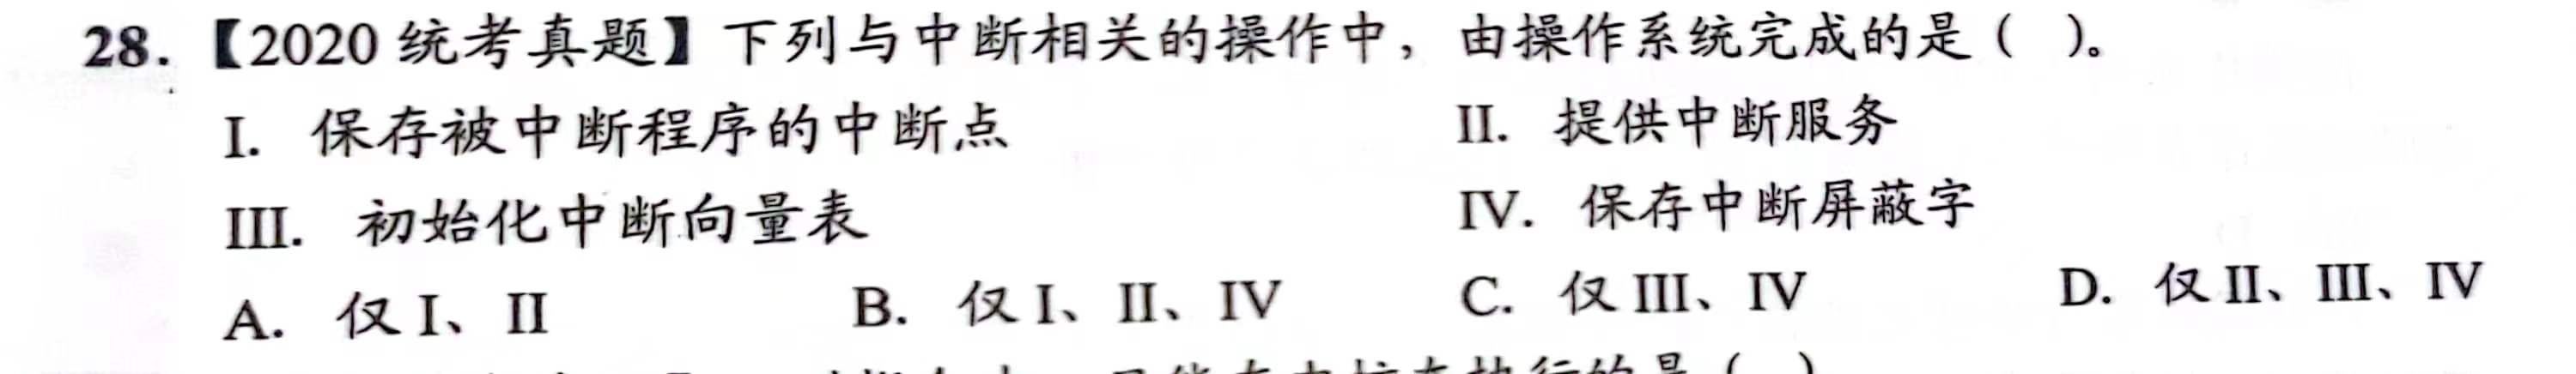 28.【2020 统考真题】下列与中断相关的操作中，由操作系统完成的是（ ）。
I. 保存被中断程序的中断点 II. 提供中断服务
III. 初始化中断向量表 IV. 保存中断屏蔽字
A. 仅 I、II B. 仅 I、II、IV C. 仅 III、IV D. 仅 II、III、IV